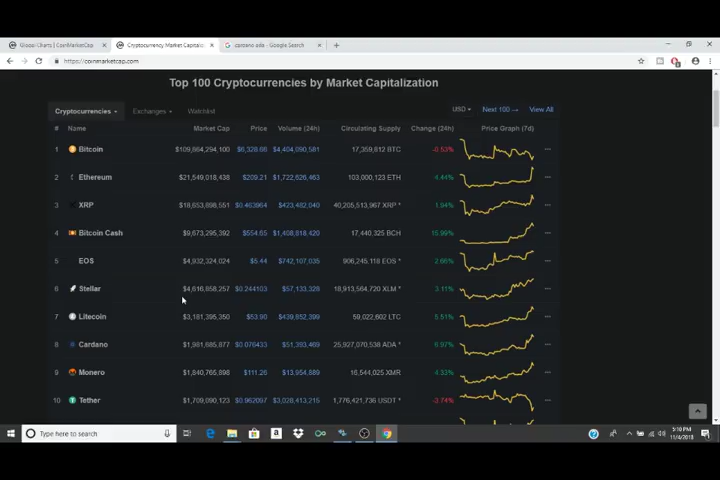 Global Charts | CoinMarketCap
Cryptocurrency Market Capitaliz
cardano ada - Google Search
https://coinmarketcap.com
Top 100 Cryptocurrencies by Market Capitalization
Cryptocurrencies Exchanges Watchlist USD Next 100 → View All
# Name Market Cap Price Volume (24h) Circulating Supply Change (24h) Price Graph (7d)
1 Bitcoin $109,864,294,100 $6,328.68 $4,404,990,581 17,359,812 BTC -0.53%
2 Ethereum $21,549,018,438 $209.21 $1,722,626,463 103,000,123 ETH 4.44%
3 XRP $18,653,898,551 $0.463964 $423,482,040 40,205,513,967 XRP * 1.94%
4 Bitcoin Cash $9,673,295,392 $554.65 $1,408,818,420 17,440,325 BCH 15.99%
5 EOS $4,932,324,024 $5.44 $742,107,035 906,245,118 EOS * 2.66%
6 Stellar $4,616,858,257 $0.244103 $57,133,328 18,913,564,720 XLM * 3.11%
7 Litecoin $3,181,395,350 $53.90 $439,852,399 59,022,602 LTC 5.51%
8 Cardano $1,981,685,877 $0.076433 $51,393,469 25,927,070,538 ADA * 6.97%
9 Monero $1,840,765,898 $111.26 $13,954,889 16,544,025 XMR 4.33%
10 Tether $1,709,090,123 $0.962097 $3,028,413,215 1,776,421,736 USDT * -3.74%
Type here to search
5:10 PM
11/4/2018